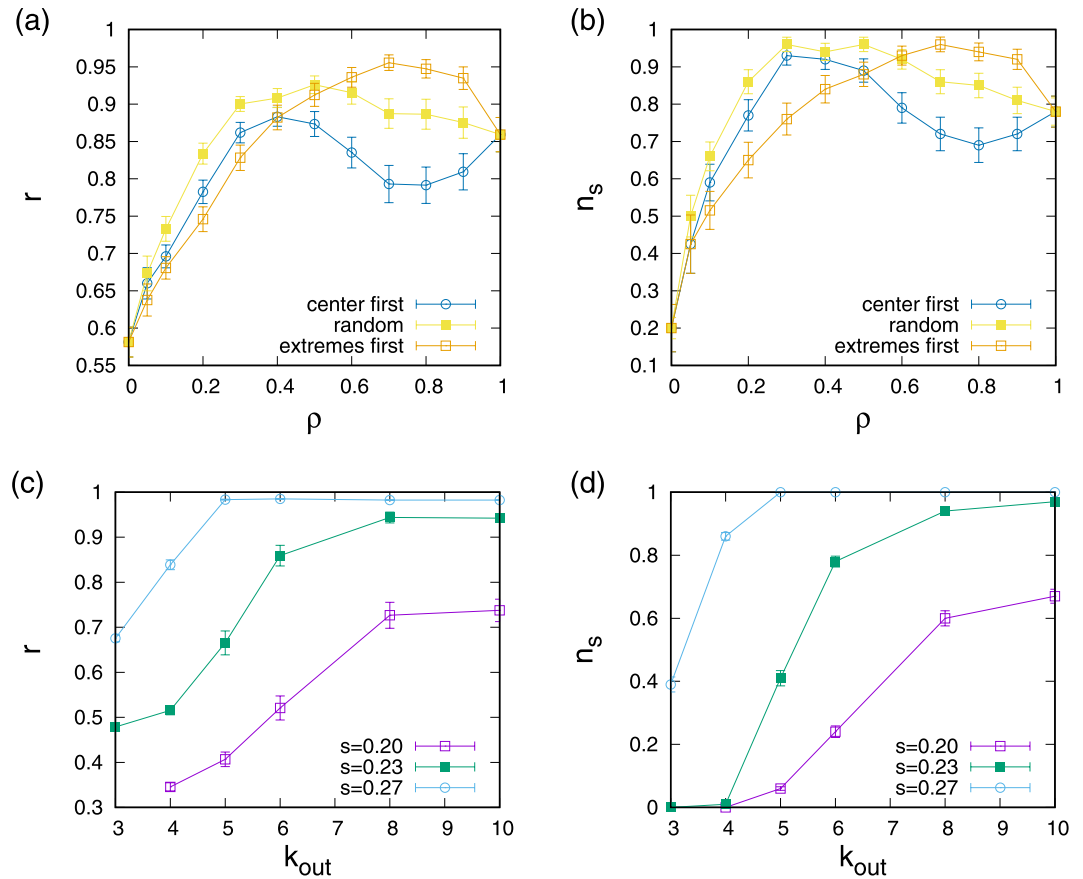 (a)
1
0.95
0.9
0.85
0.8
0.75
0.7
0.65
0.6
0.55
r
center first
random
extremes first
0 0.2 0.4 0.6 0.8 1
ρ
(b)
1
0.9
0.8
0.7
0.6
0.5
0.4
0.3
0.2
0.1
n_s
center first
random
extremes first
0 0.2 0.4 0.6 0.8 1
ρ
(c)
1
0.9
0.8
0.7
0.6
0.5
0.4
0.3
r
s=0.20
s=0.23
s=0.27
3 4 5 6 7 8 9 10
k_out
(d)
1
0.8
0.6
0.4
0.2
0
n_s
s=0.20
s=0.23
s=0.27
3 4 5 6 7 8 9 10
k_out